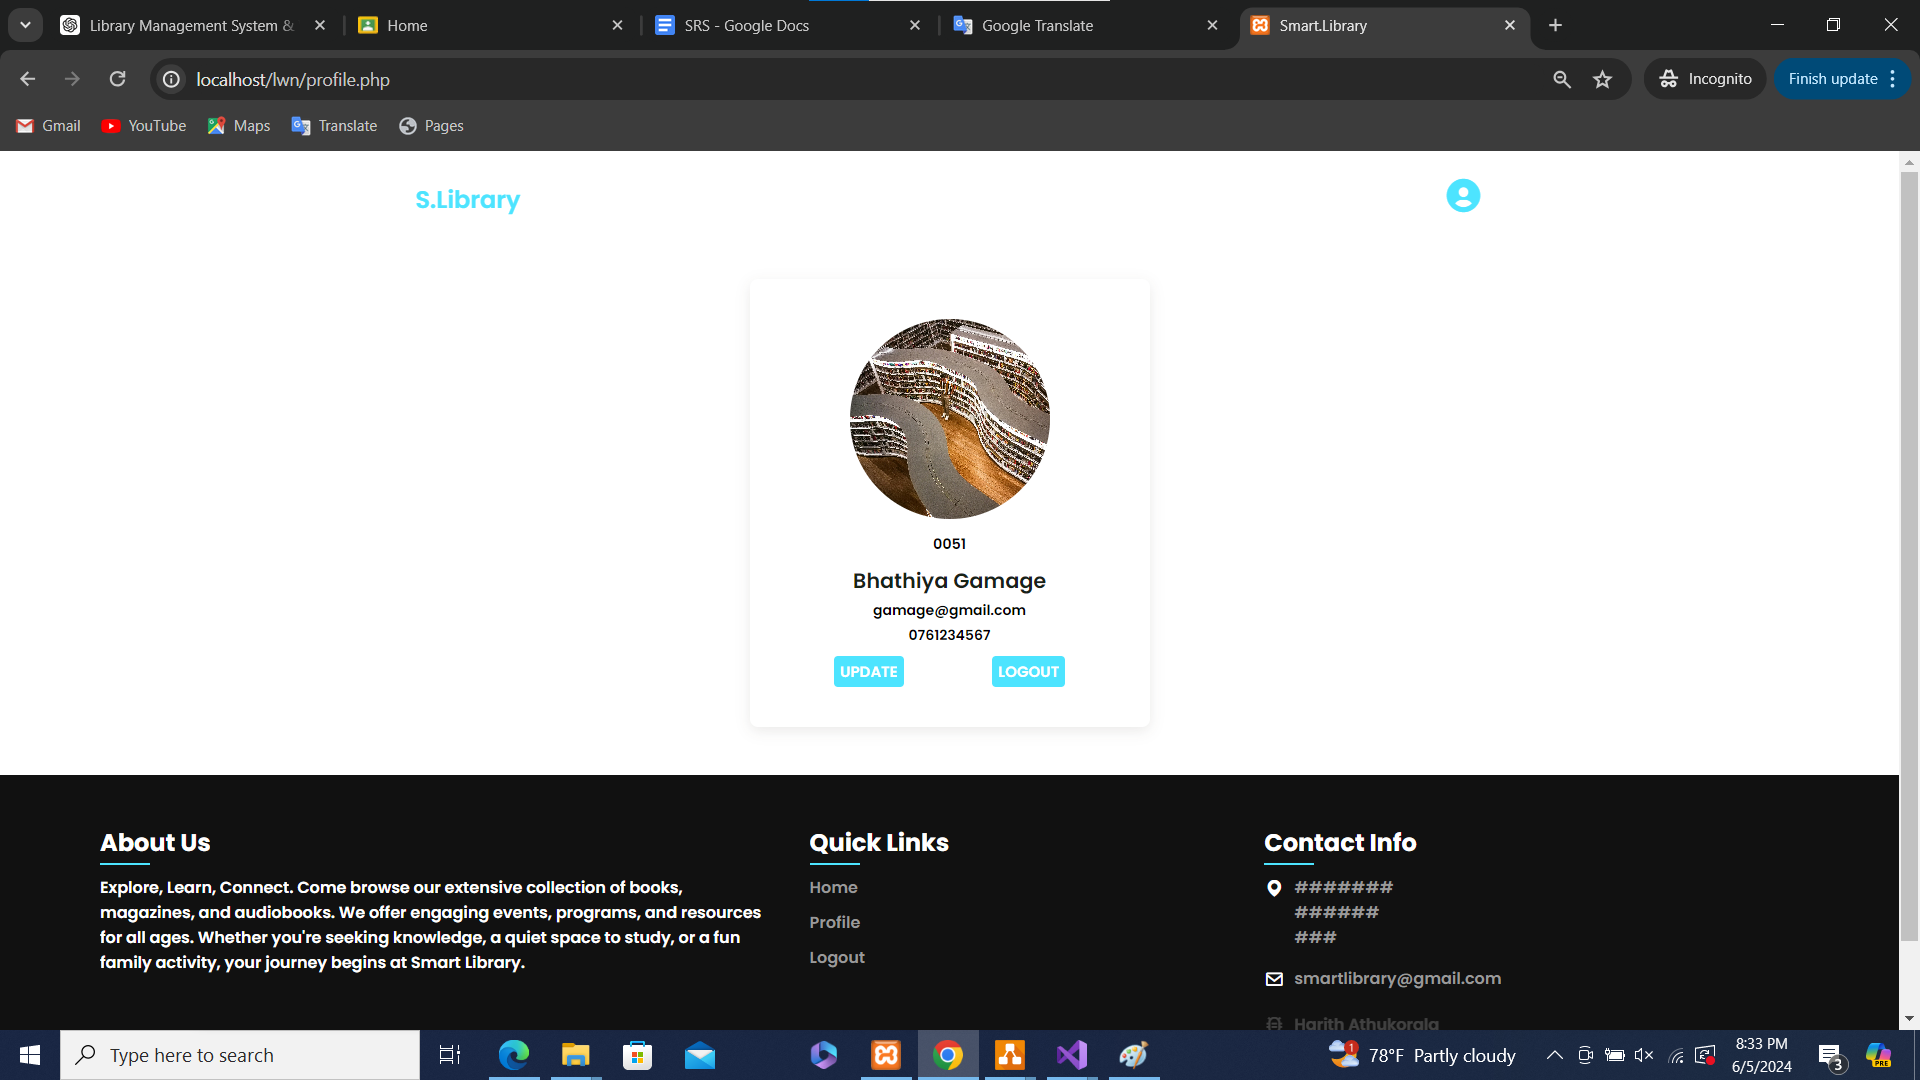 Library Management System &
Home
SRS - Google Docs
Google Translate
Smart.Library
localhost/lwn/profile.php
Incognito
Finish update
Gmail
YouTube
Maps
Translate
Pages
S.Library
0051
Bhathiya Gamage
gamage@gmail.com
0761234567
UPDATE
LOGOUT
About Us
Explore, Learn, Connect. Come browse our extensive collection of books,
magazines, and audiobooks. We offer engaging events, programs, and resources
for all ages. Whether you're seeking knowledge, a quiet space to study, or a fun
family activity, your journey begins at Smart Library.
Quick Links
Home
Profile
Logout
Contact Info
#######
######
###
smartlibrary@gmail.com
Harith Athukorala
Type here to search
1
78°F Partly cloudy
8:33 PM
6/5/2024
3
PRE